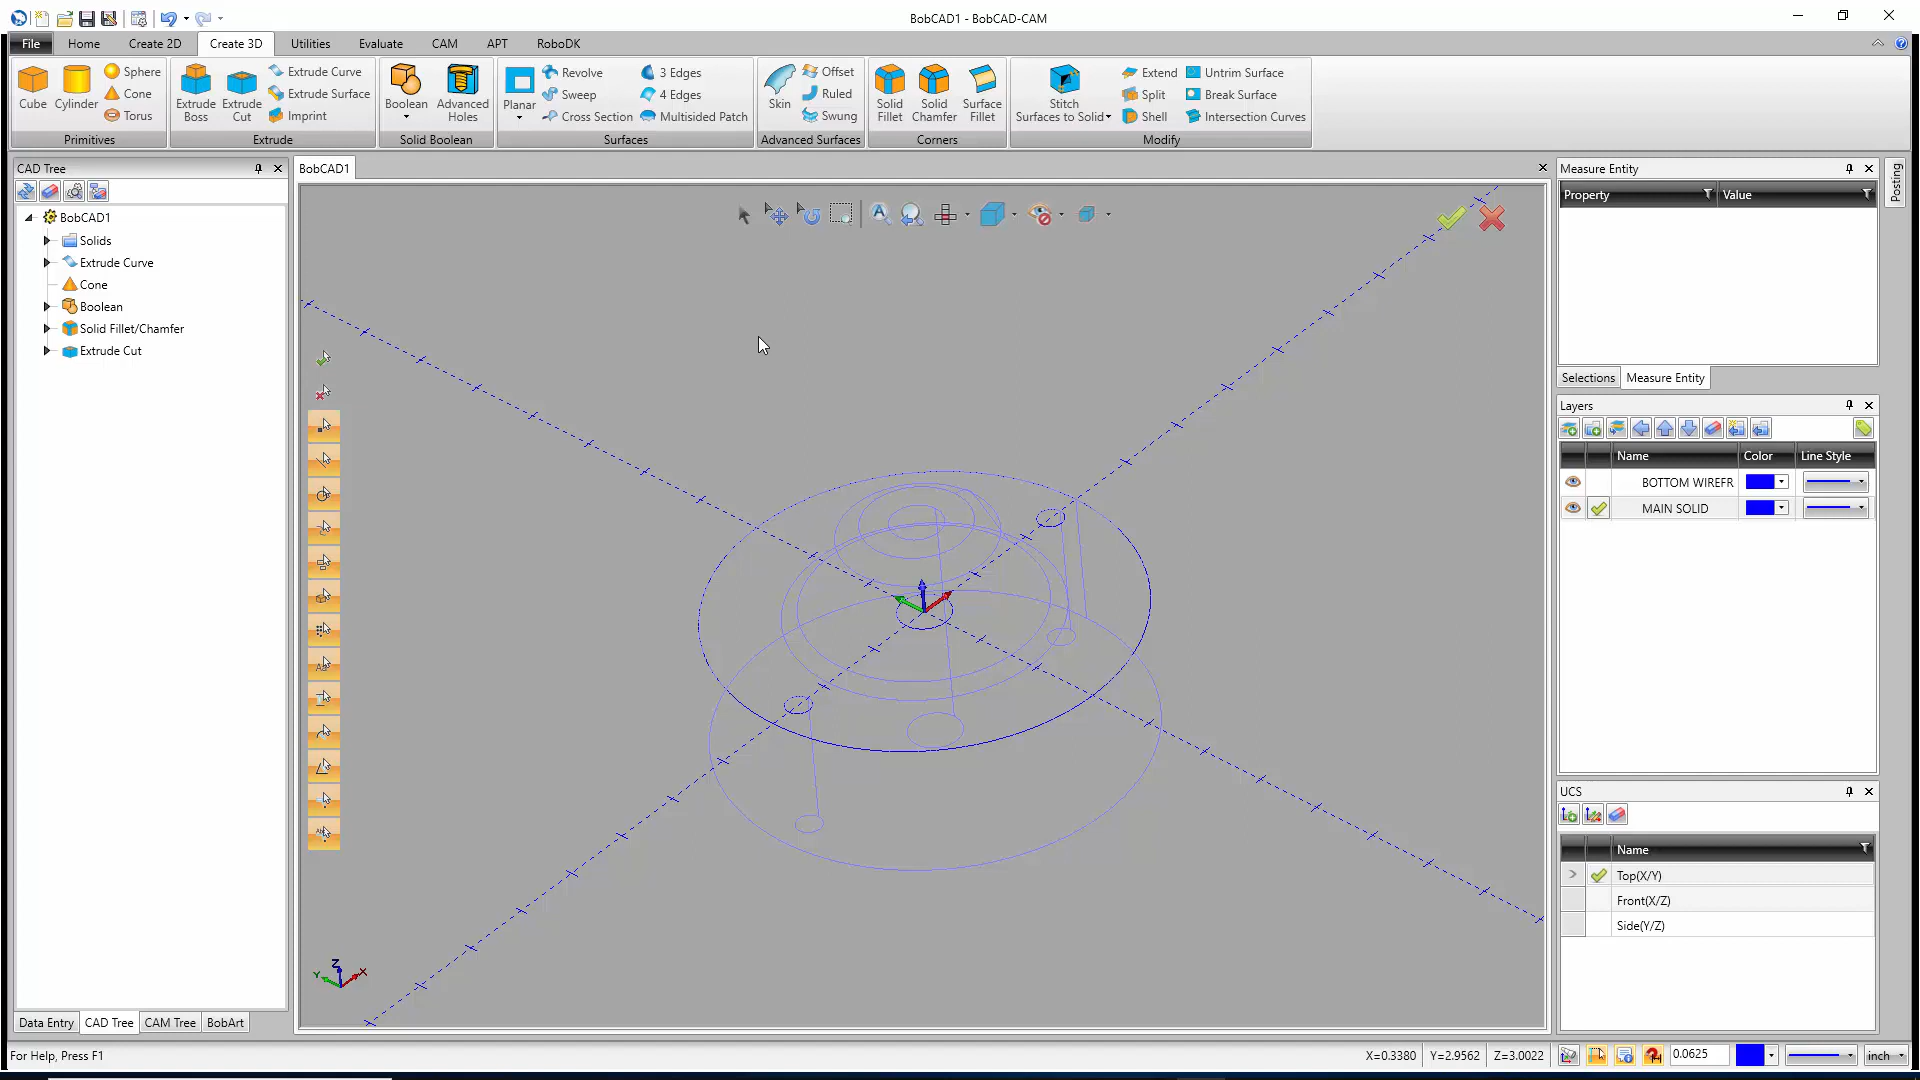 BobCAD1 - BobCAD-CAM
File Home Create 2D Create 3D Utilities Evaluate CAM APT RoboDK
Cube Cylinder Sphere Cone Torus
Primitives
Extrude Boss Extrude Cut Extrude Curve Extrude Surface Imprint
Extrude
Boolean Advanced Holes
Solid Boolean
Planar Revolve Sweep Cross Section 3 Edges 4 Edges Multisided Patch
Surfaces
Skin Offset Ruled Swung
Advanced Surfaces
Solid Fillet Solid Chamfer Surface Fillet
Corners
Stitch Surfaces to Solid Extend Split Shell Untrim Surface Break Surface Intersection Curves
Modify
CAD Tree
BobCAD1
Solids
Extrude Curve
Cone
Boolean
Solid Fillet/Chamfer
Extrude Cut
Data Entry CAD Tree CAM Tree BobArt
BobCAD1
Z
Y
X
Measure Entity
Property Value
Selections Measure Entity
Posting
Layers
Name Color Line Style
BOTTOM WIREFR
MAIN SOLID
UCS
Name
Top(X/Y)
Front(X/Z)
Side(Y/Z)
For Help, Press F1
X=0.3380 Y=2.9562 Z=3.0022 0.0625 inch